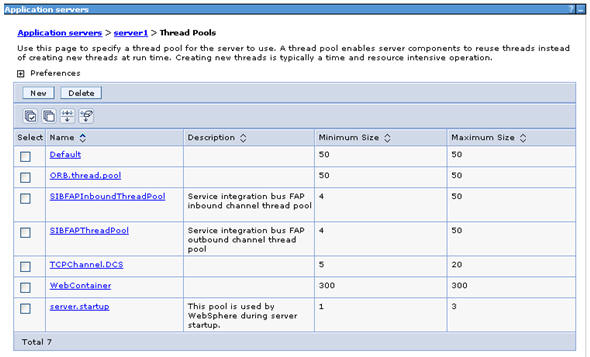 Application servers ? _
Application servers > server1 > Thread Pools
Use this page to specify a thread pool for the server to use. A thread pool enables server components to reuse threads instead
of creating new threads at run time. Creating new threads is typically a time and resource intensive operation.
Preferences
New Delete
Select Name Description Minimum Size Maximum Size
Default 50 50
ORB.thread.pool 50 50
SIBFAPInboundThreadPool Service integration bus FAP 4 50
inbound channel thread pool
SIBFAPThreadPool Service integration bus FAP 4 50
outbound channel thread
pool
TCPChannel.DCS 5 20
WebContainer 300 300
server.startup This pool is used by 1 3
WebSphere during server
startup.
Total 7